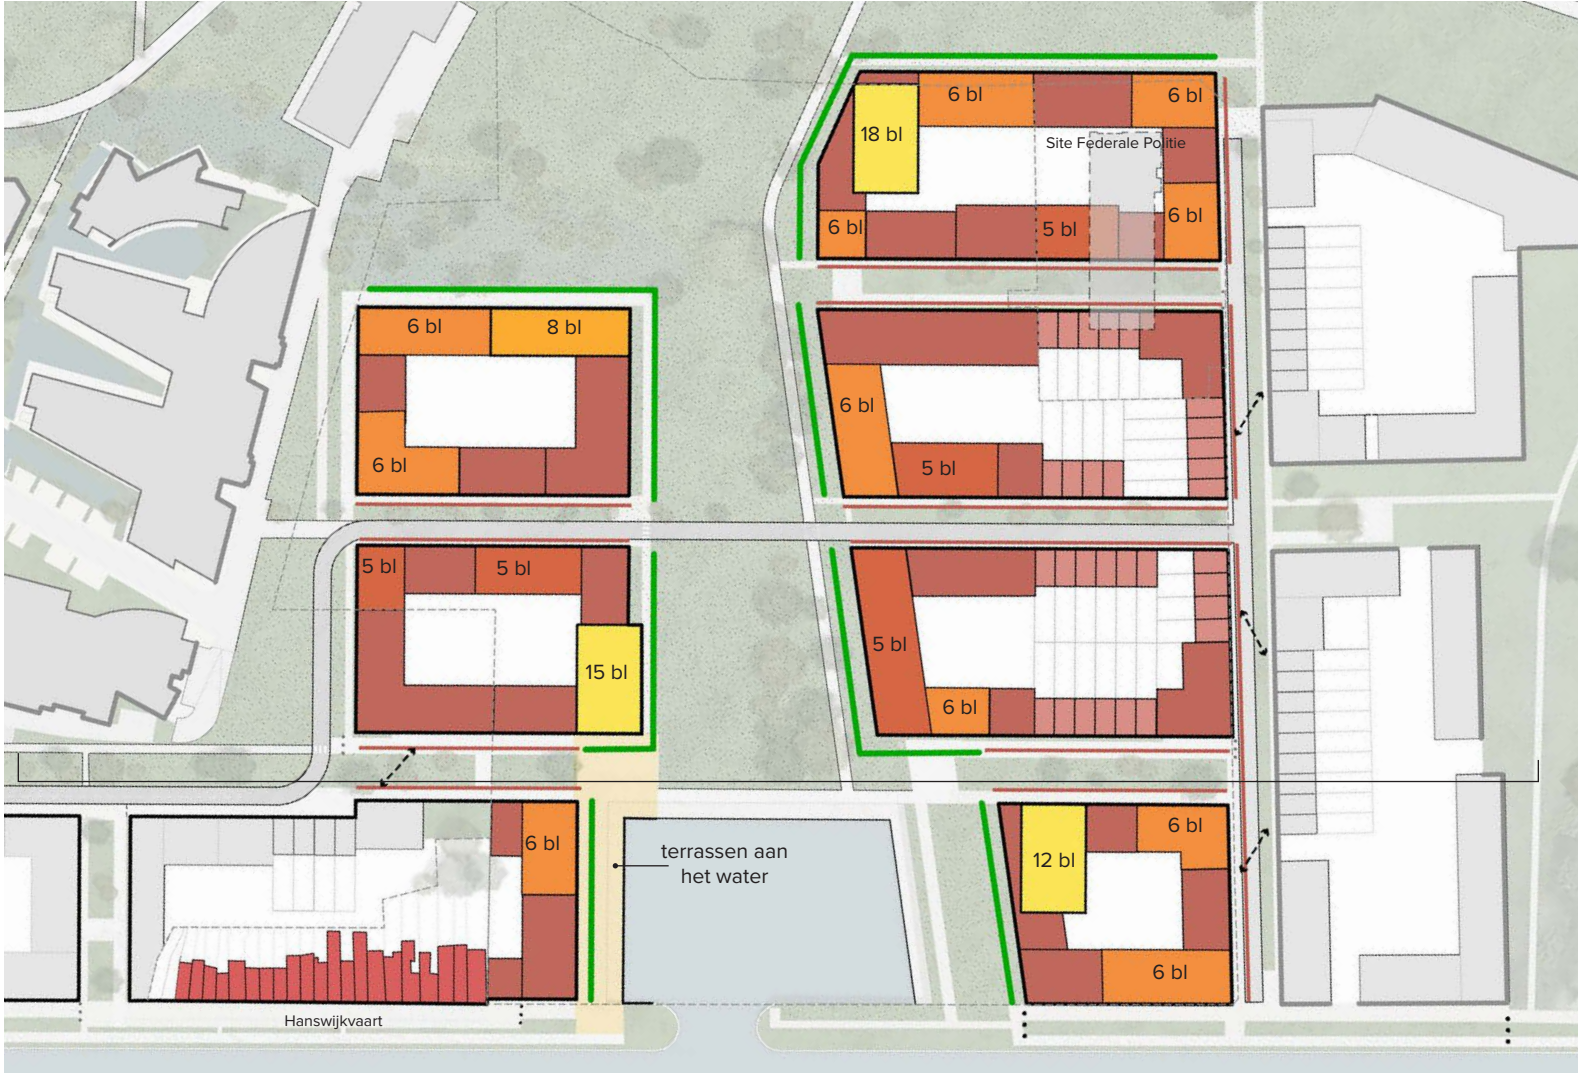 6 bl
6 bl
18 bl
Site Federale Politie
6 bl
6 bl
5 bl
6 bl
8 bl
6 bl
6 bl
5 bl
5 bl
5 bl
5 bl
15 bl
6 bl
6 bl
6 bl
12 bl
6 bl
terrassen aan
het water
Hanswijkvaart